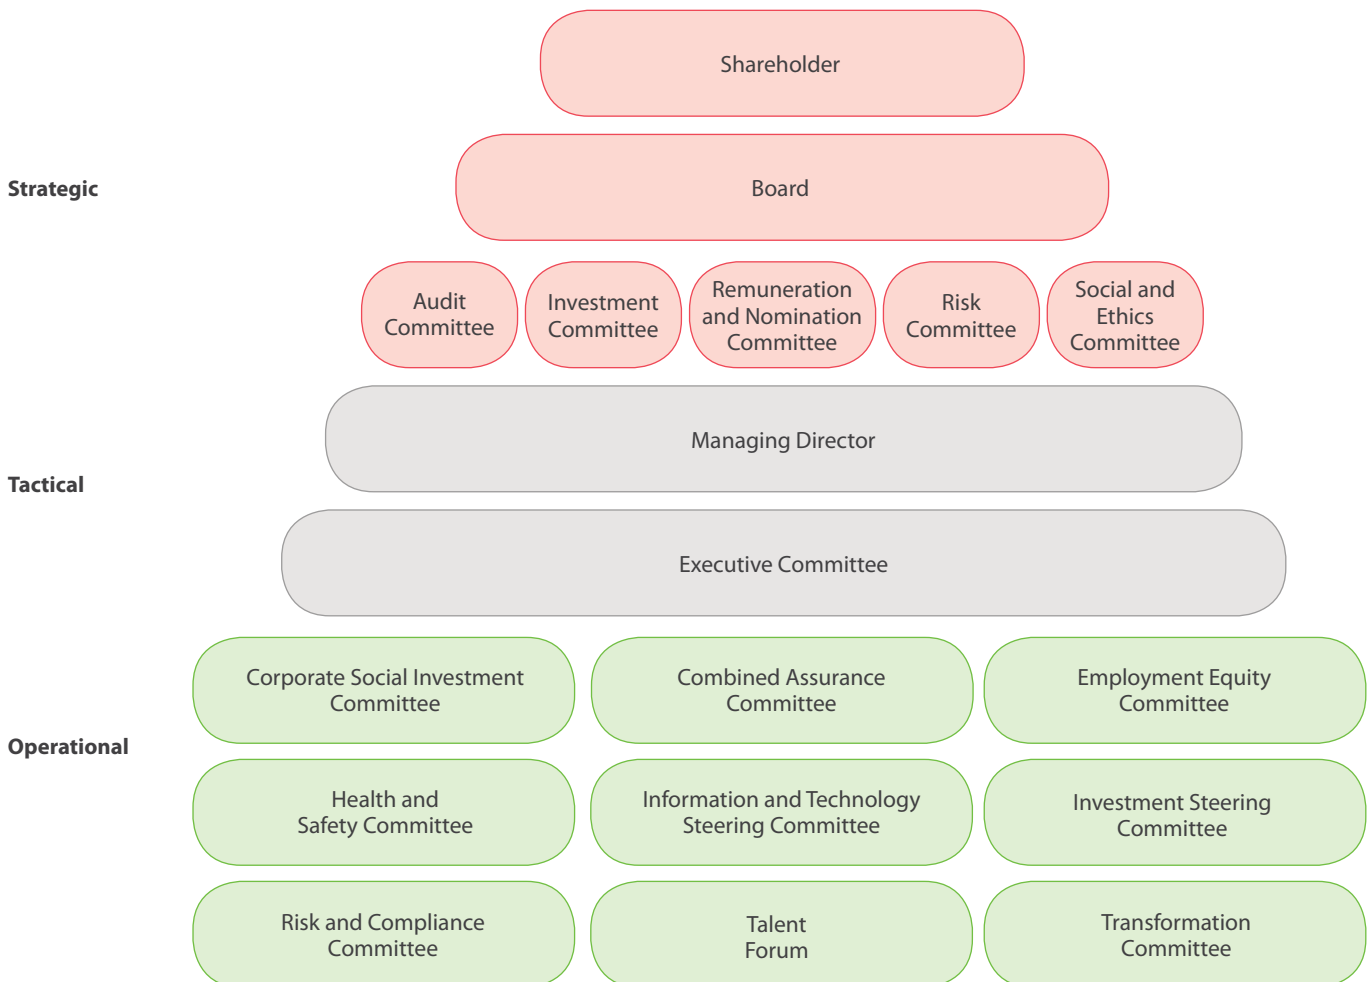 Shareholder
Strategic
Board
Audit
Committee
Investment
Committee
Remuneration
and Nomination
Committee
Risk
Committee
Social and
Ethics
Committee
Managing Director
Tactical
Executive Committee
Corporate Social Investment
Committee
Combined Assurance
Committee
Employment Equity
Committee
Operational
Health and
Safety Committee
Information and Technology
Steering Committee
Investment Steering
Committee
Risk and Compliance
Committee
Talent
Forum
Transformation
Committee